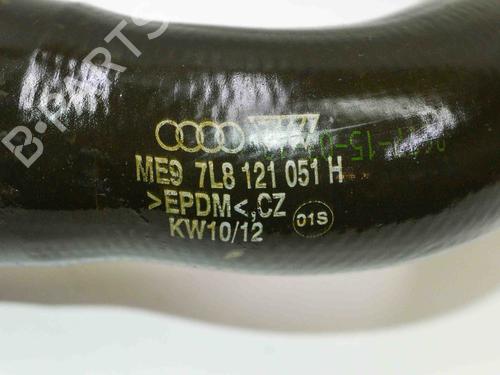 B-PARTS
ME9 7L8 121 051 H
>EPDM<,CZ
KW10/12
01S